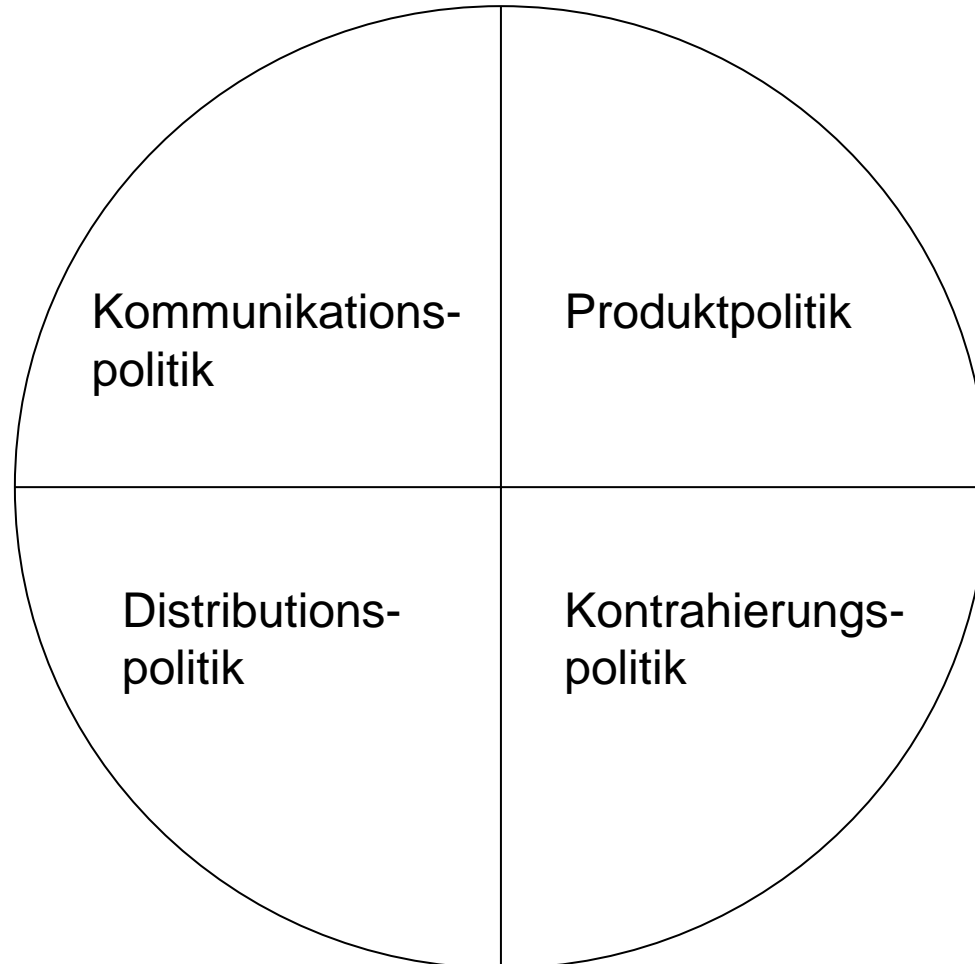 Kommunikations-
politik
Produktpolitik
Distributions-
politik
Kontrahierungs-
politik